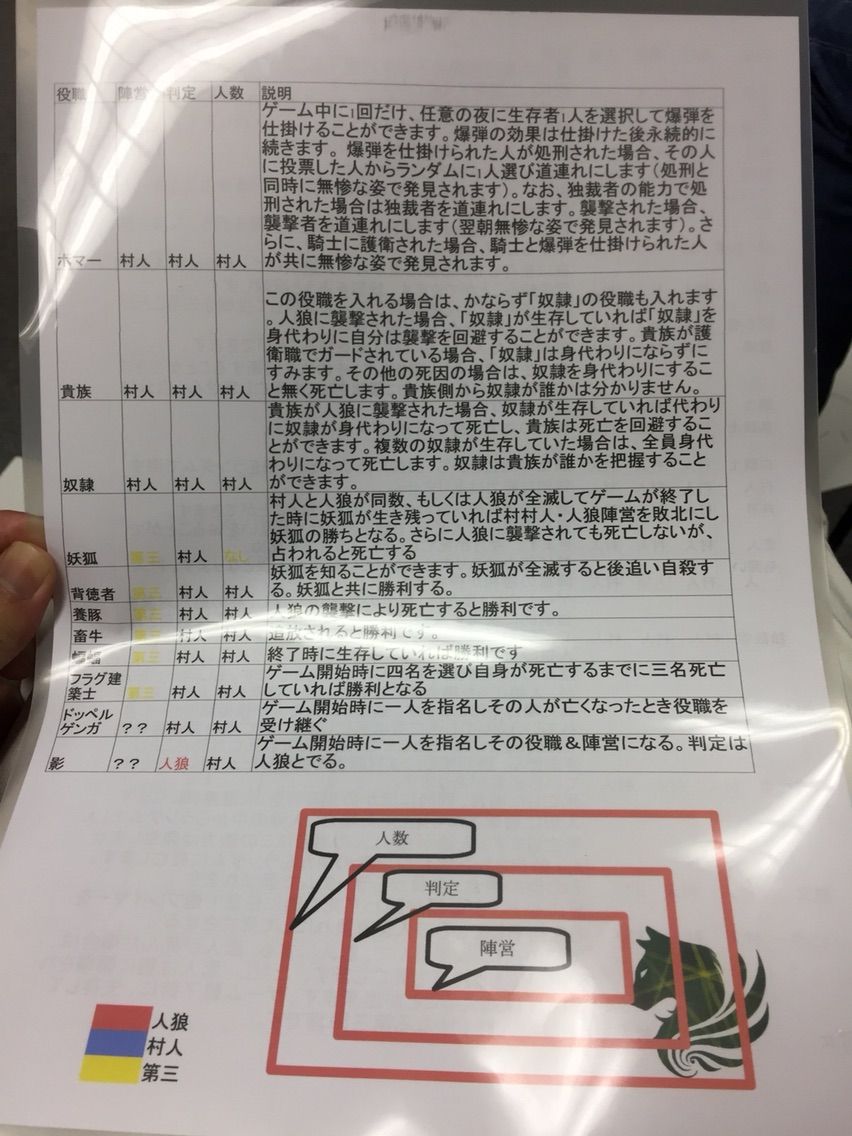 役職 陣営 判定 人数 説明
ゲーム中に1回だけ、任意の夜に生存者1人を選択して爆弾を
仕掛けることができます。爆弾の効果は仕掛けた後永続的に
続きます。 爆弾を仕掛けられた人が処刑された場合、その人
に投票した人からランダムに1人選び道連れにします(処刑と
同時に無惨な姿で発見されます)。なお、独裁者の能力で処
刑された場合は独裁者を道連れにします。襲撃された場合、
襲撃者を道連れにします(翌朝無惨な姿で発見されます)。さ
らに、騎士に護衛された場合、騎士と爆弾を仕掛けられた人
ボマー 村人 村人 村人 が共に無惨な姿で発見されます。
この役職を入れる場合は、かならず「奴隷」の役職も入れます
。人狼に襲撃された場合、「奴隷」が生存していれば「奴隷」を
身代わりに自分は襲撃を回避することができます。貴族が護
衛職でガードされている場合、「奴隷」は身代わりにならずに
すみます。その他の死因の場合は、奴隷を身代わりにするこ
貴族 村人 村人 村人 と無く死亡します。貴族側から奴隷が誰かは分かりません。
貴族が人狼に襲撃された場合、奴隷が生存していれば代わり
に奴隷が身代わりになって死亡し、貴族は死亡を回避するこ
とができます。複数の奴隷が生存していた場合は、全員身代
わりになって死亡します。奴隷は貴族が誰かを把握すること
奴隷 村人 村人 村人 ができます。
村人と人狼が同数、もしくは人狼が全滅してゲームが終了し
た時に妖狐が生き残っていれば村村人・人狼陣営を敗北にし
妖狐の勝ちとなる。さらに人狼に襲撃されても死亡しないが、
妖狐 第三 村人 なし 占われると死亡する
妖狐を知ることができます。妖狐が全滅すると後追い自殺す
背徳者 第三 村人 村人 る。妖狐と共に勝利する。
養豚 第三 村人 村人 人狼の襲撃により死亡すると勝利です。
畜牛 第三 村人 村人 追放されると勝利です。
蝙蝠 第三 村人 村人 終了時に生存していれば勝利です
フラグ建 ゲーム開始時に四名を選び自身が死亡するまでに三名死亡
築士 第三 村人 村人 していれば勝利となる
ドッペル ゲーム開始時に一人を指名しその人が亡くなったとき役職を
ゲンガ ?? 村人 村人 受け継ぐ
ゲーム開始時に一人を指名しその役職&陣営になる。判定は
影 ?? 人狼 村人 人狼とでる。
人数
判定
陣営
人狼
村人
第三